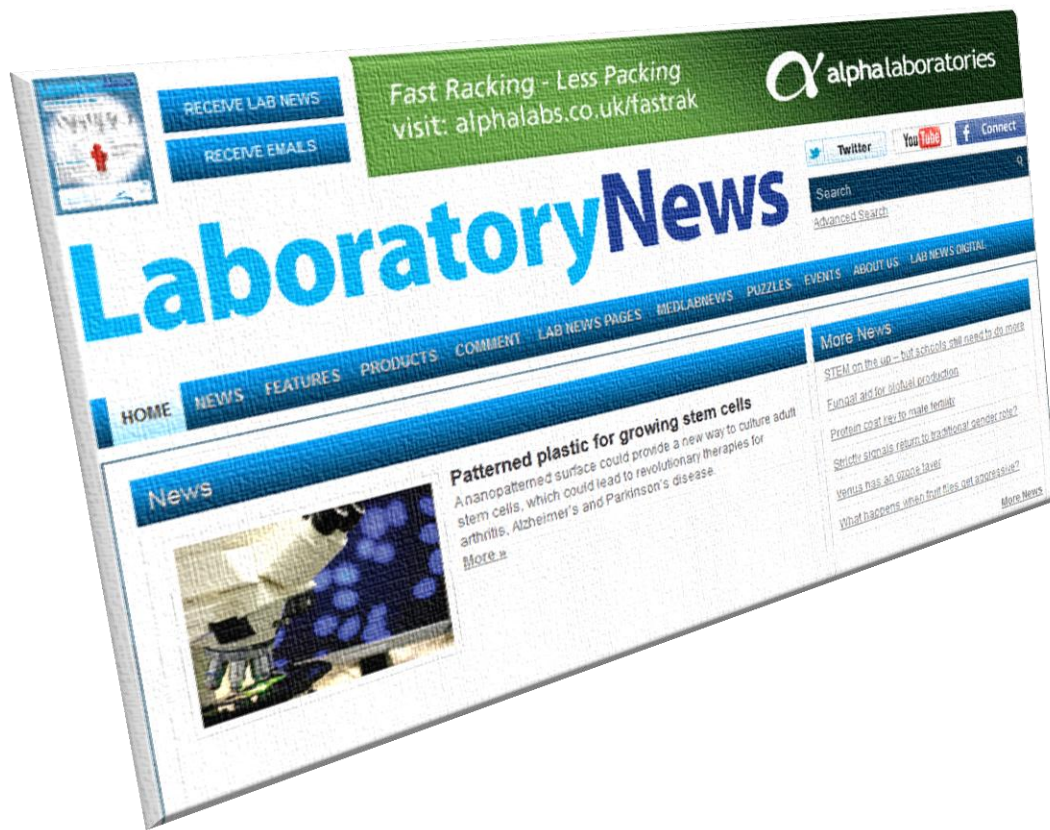 RECEIVE LAB NEWS
RECEIVE EMAILS
Fast Racking - Less Packing
visit: alphalabs.co.uk/fastrak
alphalaboratories
Twitter
YouTube
f Connect
Search
Advanced Search
LaboratoryNews
HOME
NEWS
FEATURES
PRODUCTS
COMMENT
LAB NEWS PAGES
MEDLABNEWS
PUZZLES
EVENTS
ABOUT US
LAB NEWS DIGITAL
News
Patterned plastic for growing stem cells
A nanopatterned surface could provide a new way to culture adult
stem cells, which could lead to revolutionary therapies for
arthritis, Alzheimer's and Parkinson's disease.
More »
More News
STEM on the up – but schools still need to do more
Fungal aid for biofuel production
Protein coat key to male fertility
Strictly signals return to traditional gender role?
Venus has an ozone layer
What happens when fruit flies get aggressive?
More News